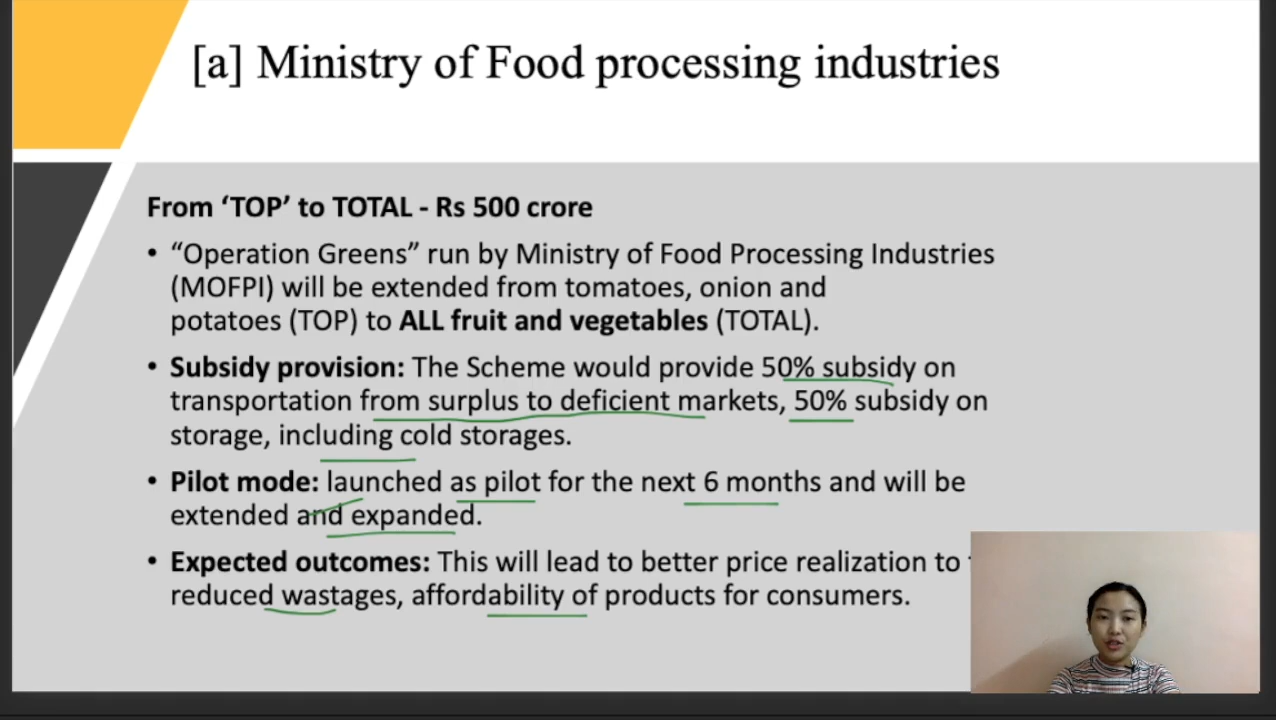 [a] Ministry of Food processing industries
From ‘TOP’ to TOTAL - Rs 500 crore
• “Operation Greens” run by Ministry of Food Processing Industries
(MOFPI) will be extended from tomatoes, onion and
potatoes (TOP) to ALL fruit and vegetables (TOTAL).
• Subsidy provision: The Scheme would provide 50% subsidy on
transportation from surplus to deficient markets, 50% subsidy on
storage, including cold storages.
• Pilot mode: launched as pilot for the next 6 months and will be
extended and expanded.
• Expected outcomes: This will lead to better price realization to
reduced wastages, affordability of products for consumers.